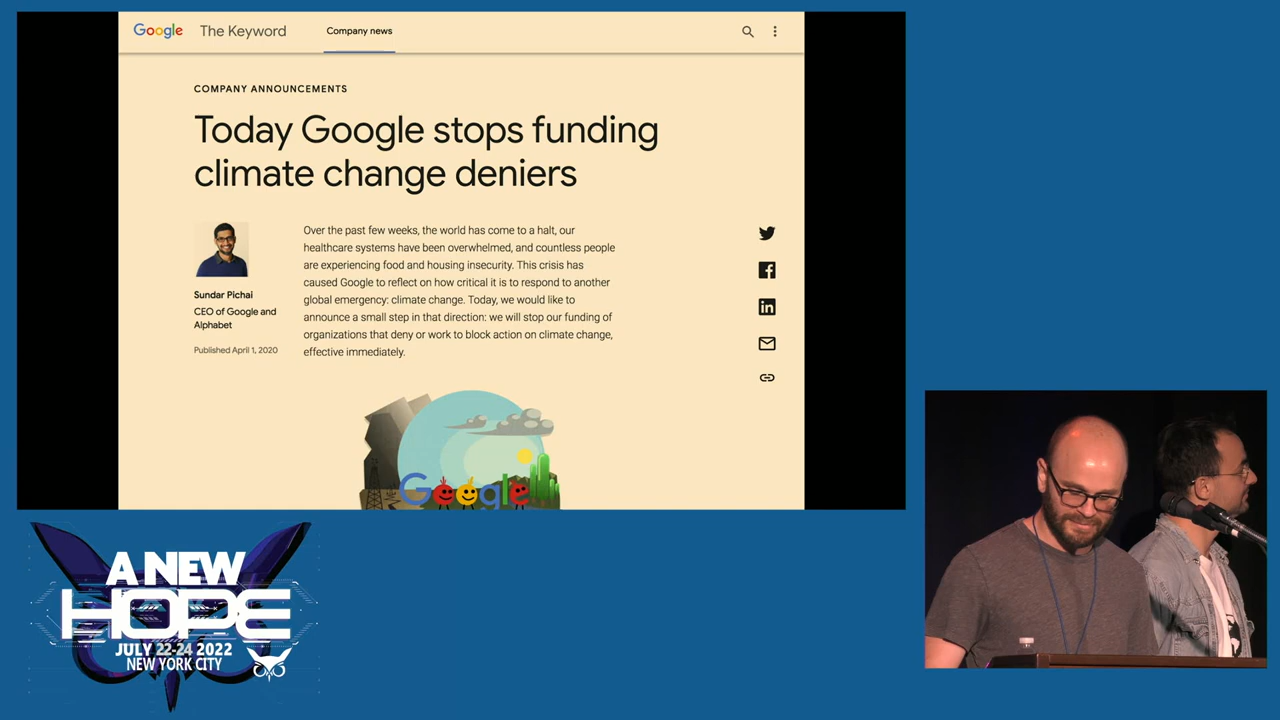 Google The Keyword Company news
COMPANY ANNOUNCEMENTS
Today Google stops funding
climate change deniers
Sundar Pichai
CEO of Google and
Alphabet
Published April 1, 2020
Over the past few weeks, the world has come to a halt, our
healthcare systems have been overwhelmed, and countless people
are experiencing food and housing insecurity. This crisis has
caused Google to reflect on how critical it is to respond to another
global emergency: climate change. Today, we would like to
announce a small step in that direction: we will stop our funding of
organizations that deny or work to block action on climate change,
effective immediately.
Google
A NEW
HOPE
JULY 22-24 2022
NEW YORK CITY